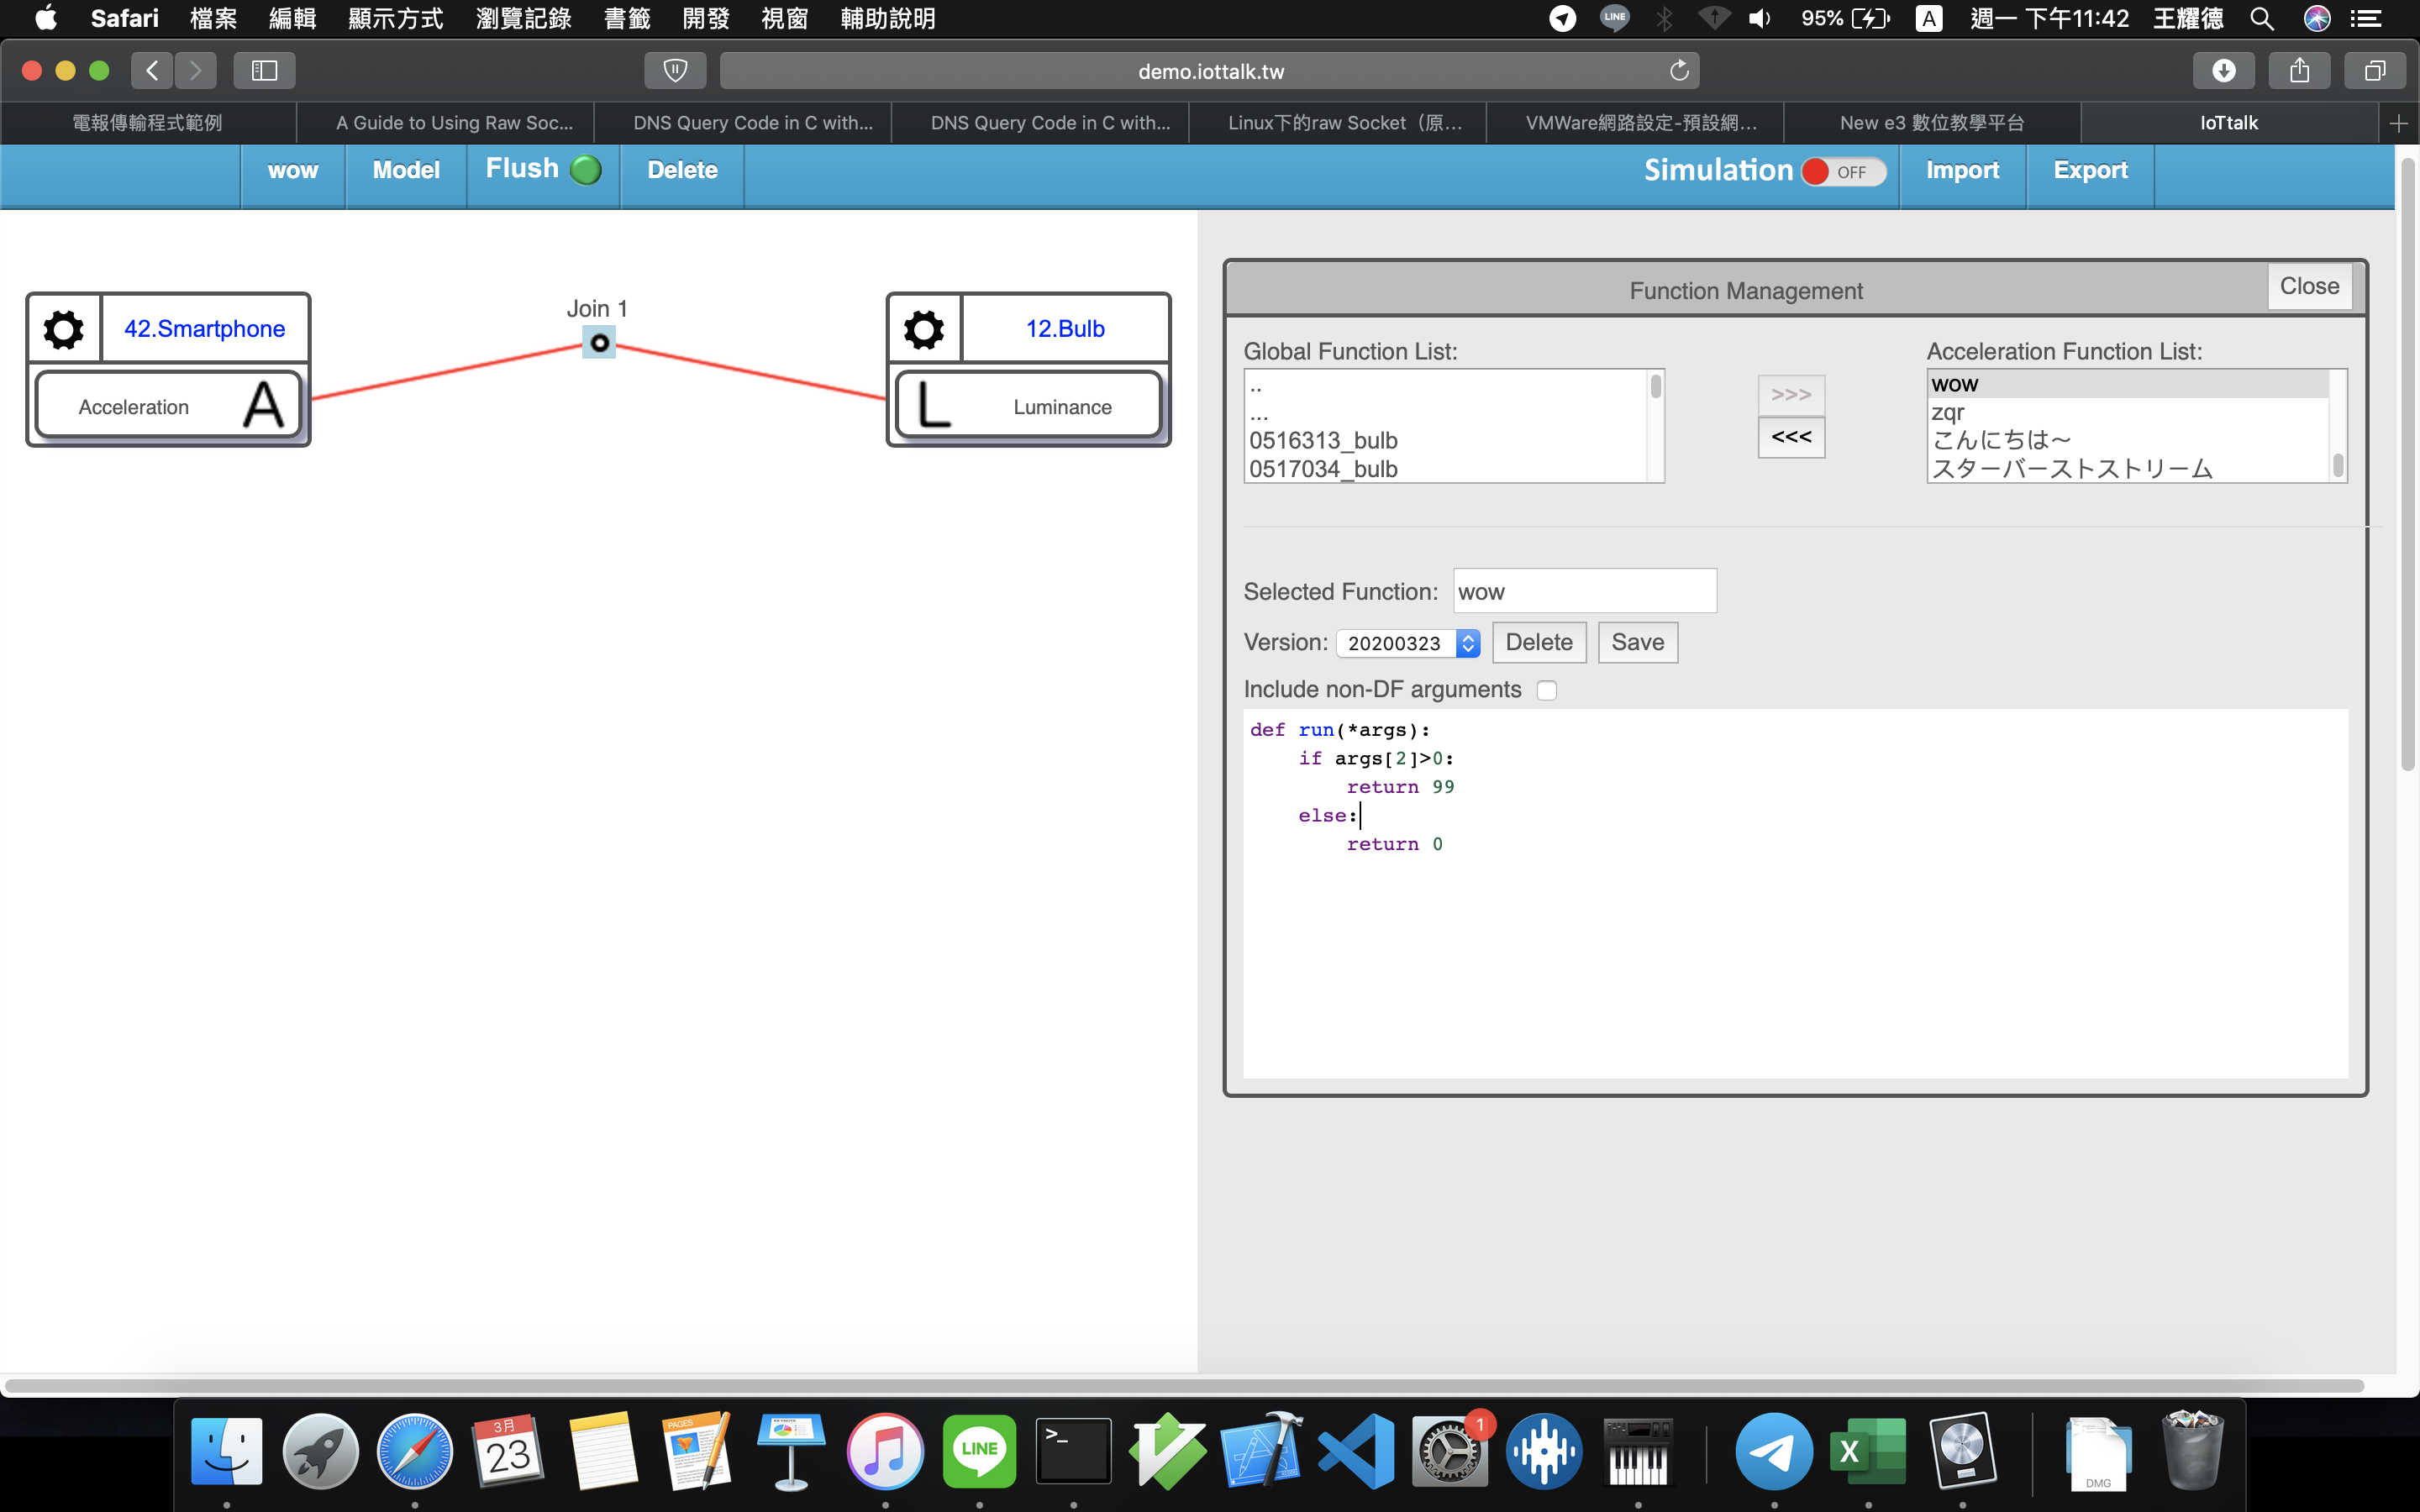 Safari 檔案 編輯 顯示方式 瀏覽記錄 書籤 開發 視窗 輔助說明 LINE 95% A 週一 下午11:42 王耀德
demo.iottalk.tw
電報傳輸程式範例 A Guide to Using Raw Soc... DNS Query Code in C with... DNS Query Code in C with... Linux下的raw Socket（原... VMWare網路設定-預設網... New e3 數位教學平台 IoTtalk
wow Model Flush Delete Simulation OFF Import Export
Function Management Close
42.Smartphone
Acceleration A
Join 1
12.Bulb
L Luminance
Global Function List:
..
...
0516313_bulb
0517034_bulb
>>>
<<<
Acceleration Function List:
wow
zqr
こんにちは～
スターバーストストリーム
Selected Function: wow
Version: 20200323 Delete Save
Include non-DF arguments
def run(*args):
    if args[2]>0:
        return 99
    else:
        return 0
3月
23
PAGES
KEYNOTE
LINE
>_
1
X
DMG